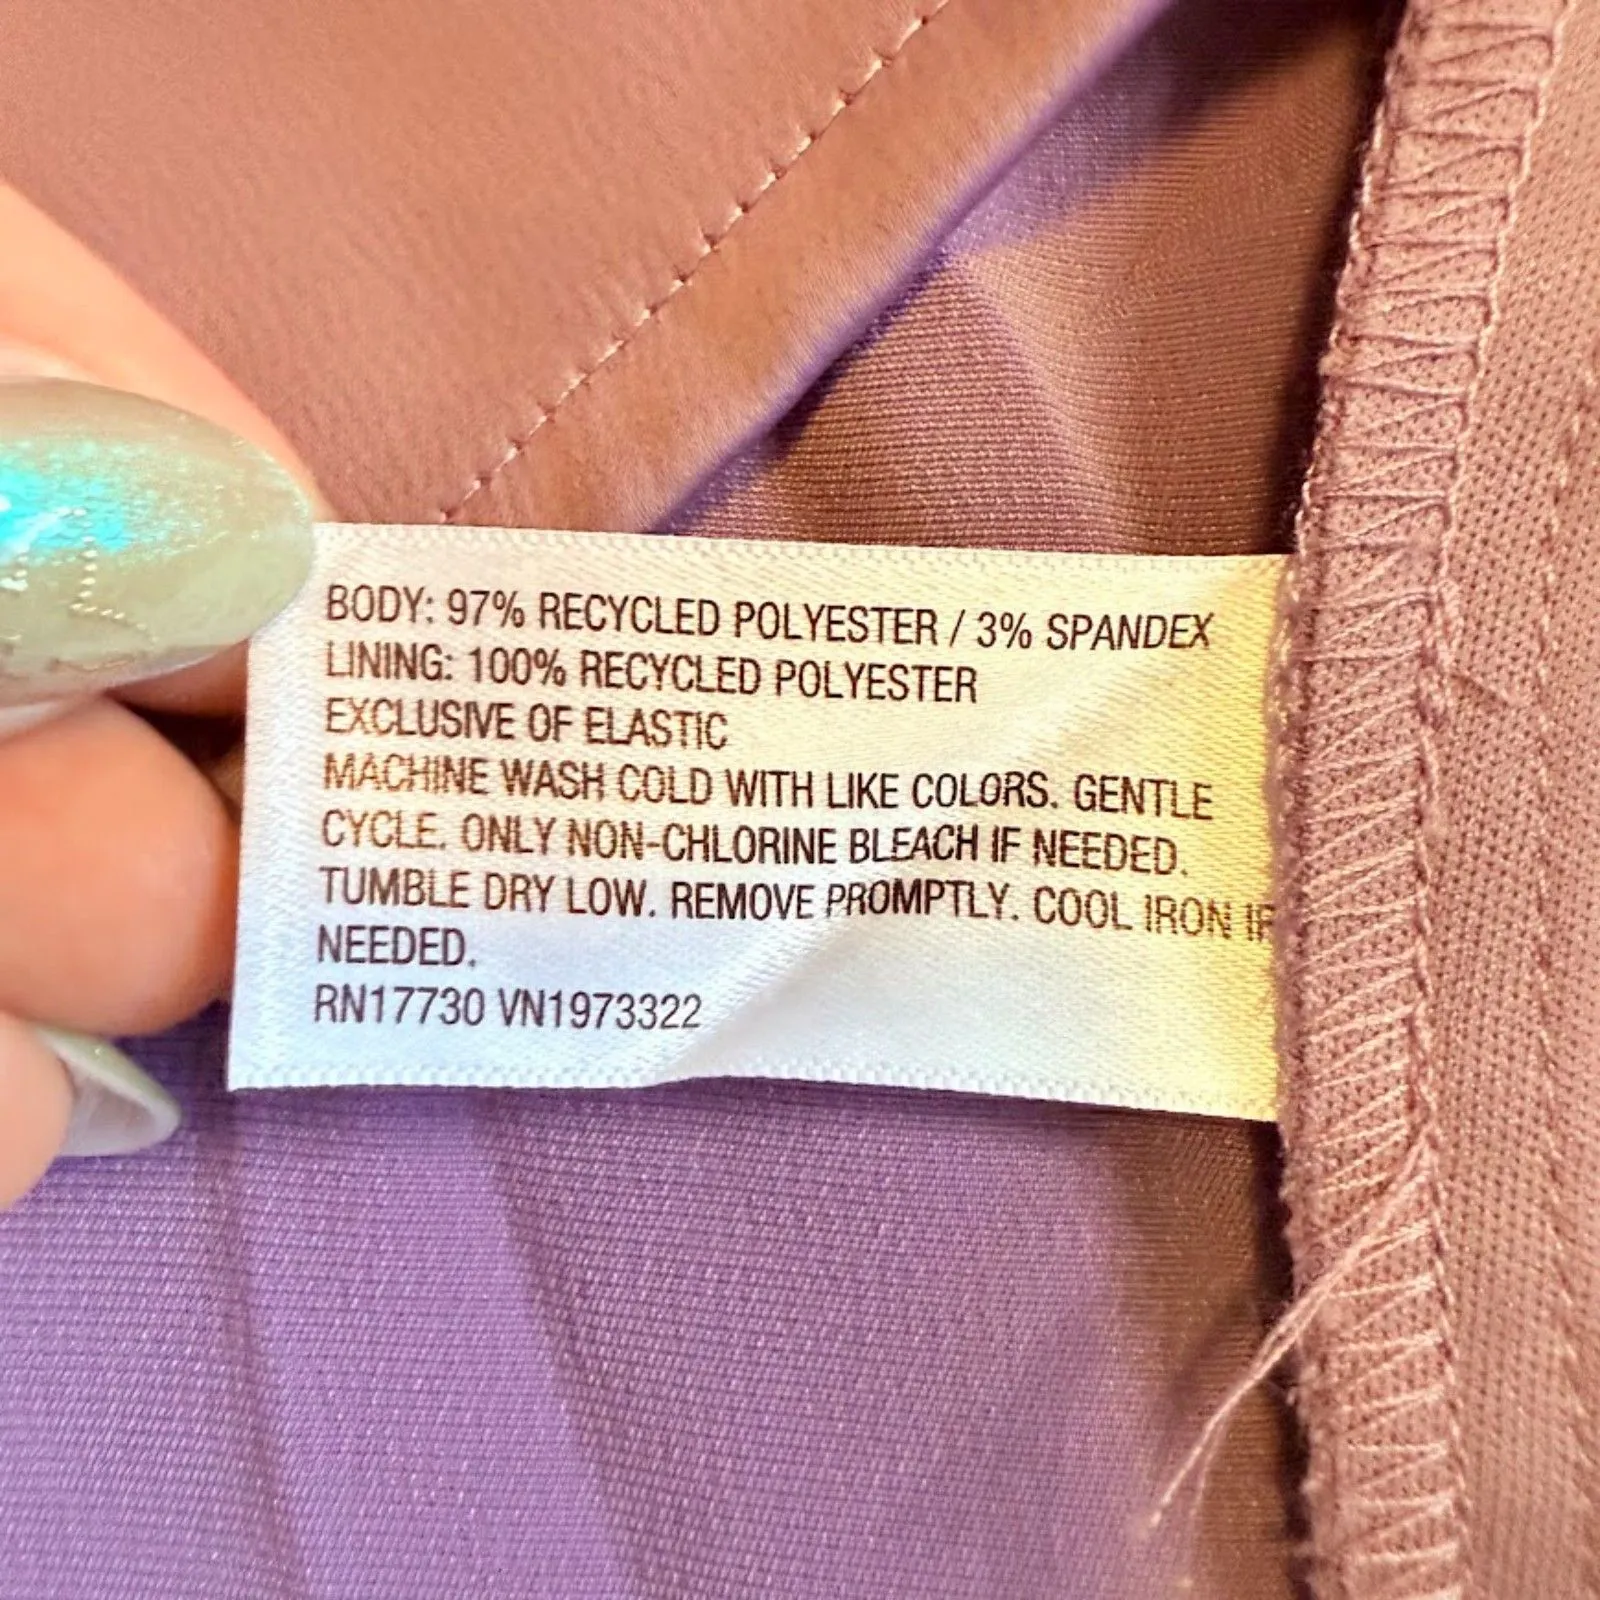 BODY: 97% RECYCLED POLYESTER / 3% SPANDEX
LINING: 100% RECYCLED POLYESTER
EXCLUSIVE OF ELASTIC
MACHINE WASH COLD WITH LIKE COLORS. GENTLE
CYCLE. ONLY NON-CHLORINE BLEACH IF NEEDED.
TUMBLE DRY LOW. REMOVE PROMPTLY. COOL IRON IF
NEEDED.
RN17730 VN1973322